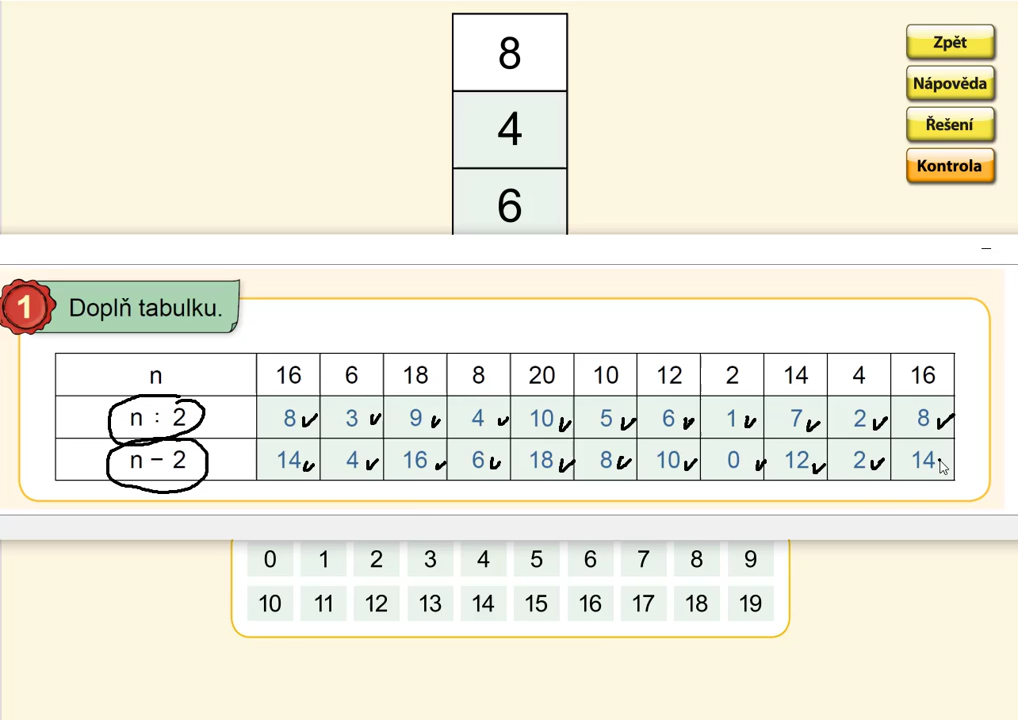 8
4
6
Zpět
Nápověda
Řešení
Kontrola
1 Doplň tabulku.
n 16 6 18 8 20 10 12 2 14 4 16
n : 2 8 3 9 4 10 5 6 1 7 2 8
n – 2 14 4 16 6 18 8 10 0 12 2 14
0 1 2 3 4 5 6 7 8 9
10 11 12 13 14 15 16 17 18 19